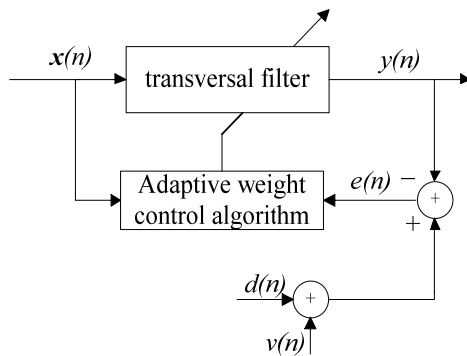 x(n)
transversal filter
y(n)
Adaptive weight
control algorithm
e(n)
−
+
+
d(n)
+
v(n)